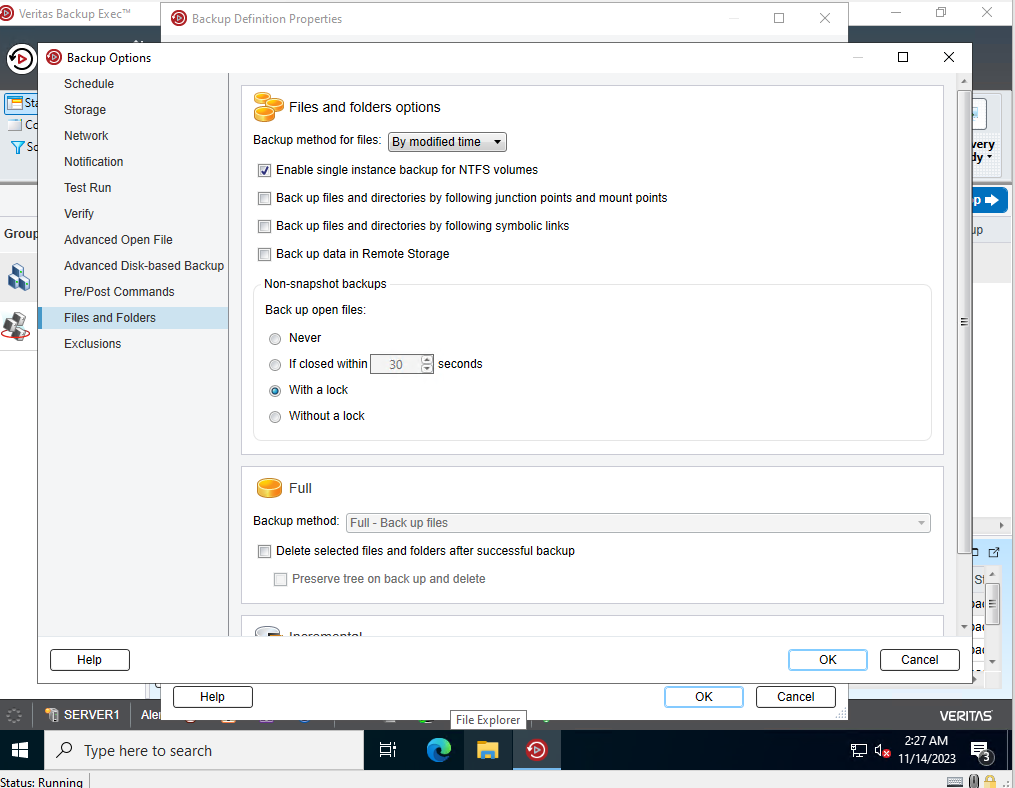 Veritas Backup Exec™
Backup Definition Properties
Backup Options
Schedule
Storage
Network
Notification
Test Run
Verify
Advanced Open File
Advanced Disk-based Backup
Pre/Post Commands
Files and Folders
Exclusions
Group
Files and folders options
Backup method for files: By modified time
Enable single instance backup for NTFS volumes
Back up files and directories by following junction points and mount points
Back up files and directories by following symbolic links
Back up data in Remote Storage
Non-snapshot backups
Back up open files:
Never
If closed within 30 seconds
With a lock
Without a lock
Full
Backup method: Full - Back up files
Delete selected files and folders after successful backup
Preserve tree on back up and delete
Incremental
Help
OK
Cancel
Help
OK
Cancel
SERVER1
Aler
VERITAS
File Explorer
Type here to search
2:27 AM
11/14/2023
3
Status: Running